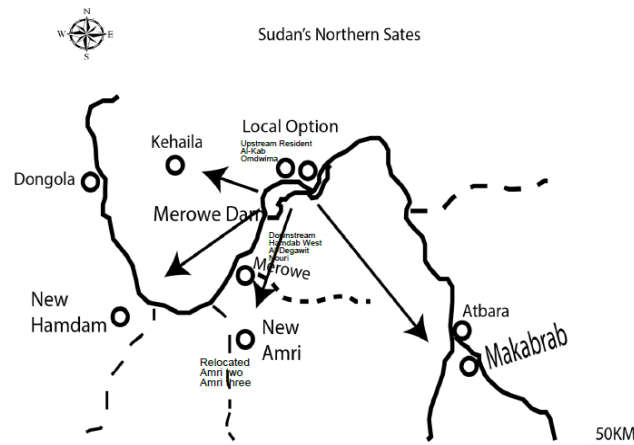 N
W E
S
Sudan's Northern Sates
Local Option
Upstream Resident
Al-Kab
Omdwima
Kehaila
Dongola
Merowe Dam
Downstream
Hamdab West
Al Degawit
Nouri
Merowe
New
Hamdam
New
Amri
Relocated
Amri two
Amri three
Atbara
Makabrab
50KM